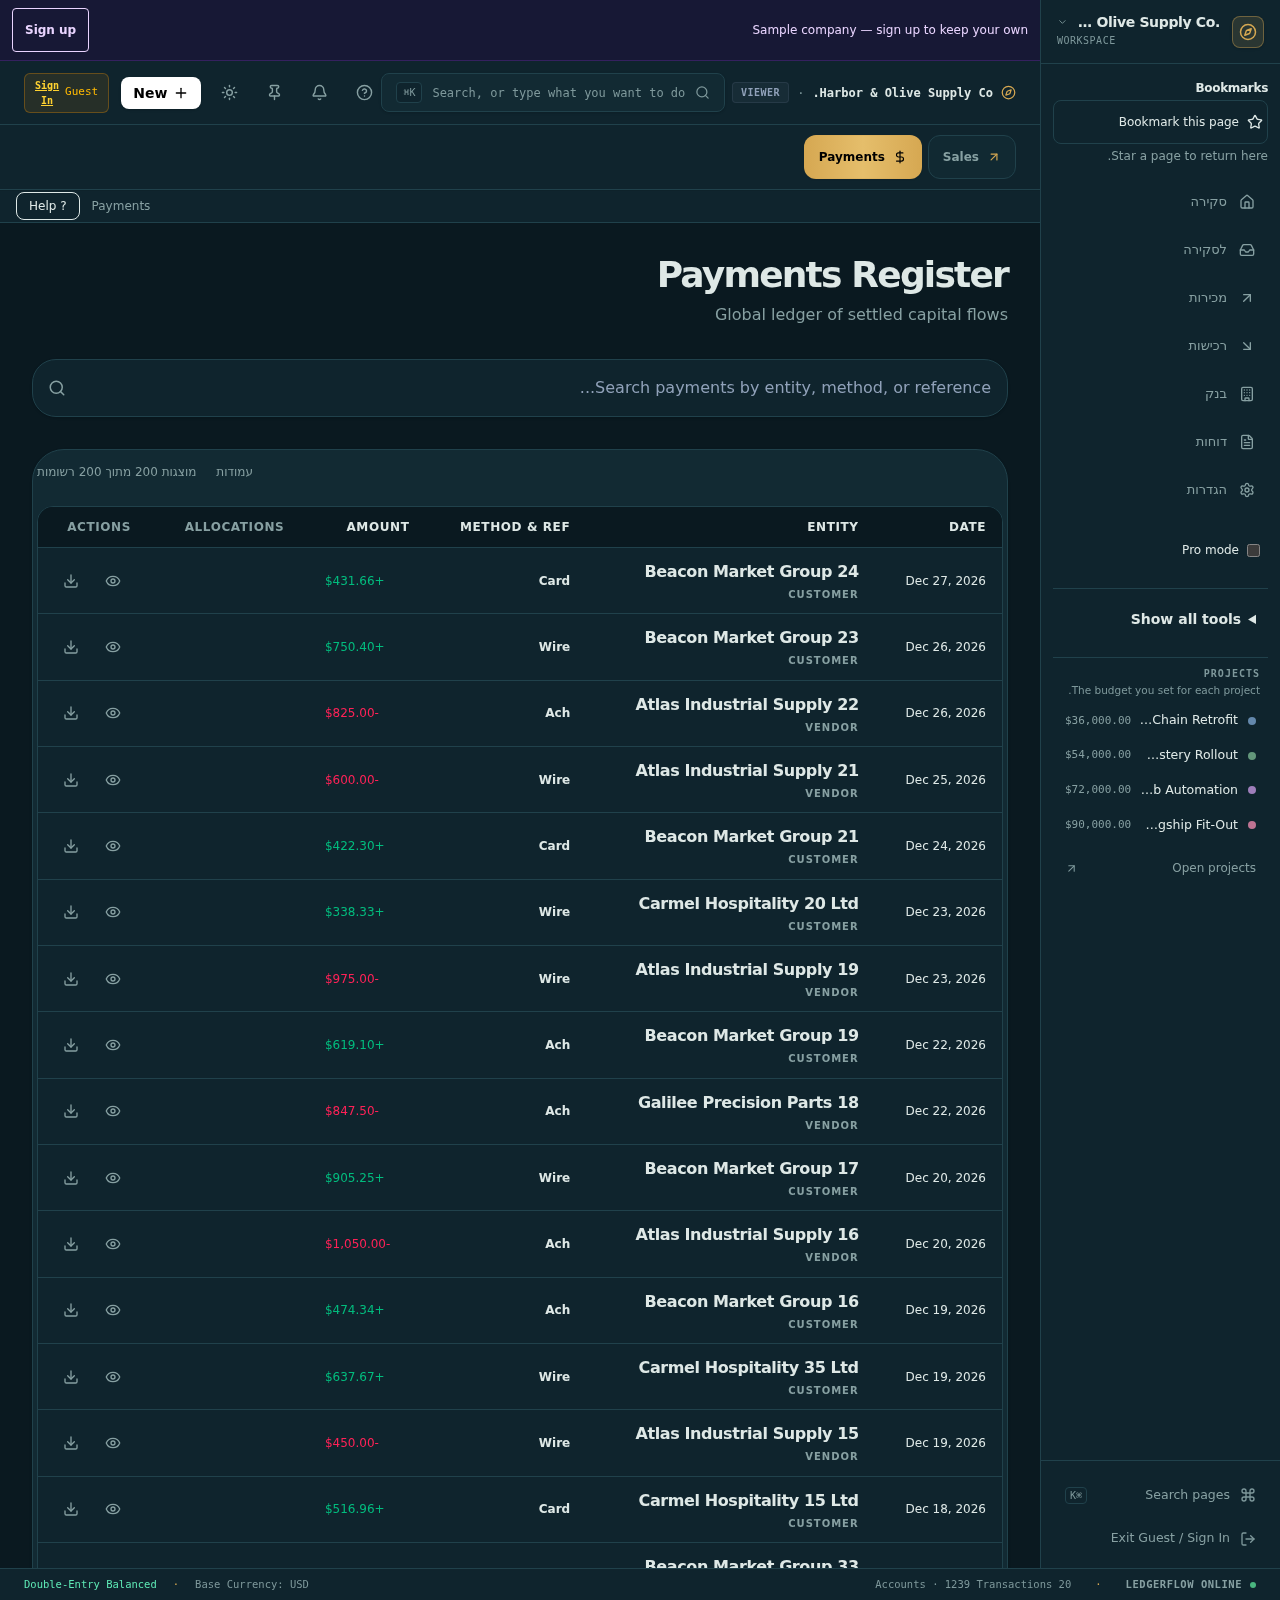 Sign up
Sample company — sign up to keep your own
... Olive Supply Co.
WORKSPACE
Sign In
Guest
New +
⌘K
Search, or type what you want to do
VIEWER
·
.Harbor & Olive Supply Co
Payments
Sales
Help ?
Payments
Bookmarks
Bookmark this page
.Star a page to return here
סקירה
לסקירה
מכירות
רכישות
בנק
דוחות
הגדרות
Pro mode
Show all tools
PROJECTS
.The budget you set for each project
$36,000.00 ...Chain Retrofit
$54,000.00 ...stery Rollout
$72,000.00 ...b Automation
$90,000.00 ...gship Fit-Out
Open projects
Payments Register
Global ledger of settled capital flows
...Search payments by entity, method, or reference
עמודות
מוצגות 200 מתוך 200 רשומות
ACTIONS ALLOCATIONS AMOUNT METHOD & REF ENTITY DATE
$431.66+ Card Beacon Market Group 24 Dec 27, 2026
CUSTOMER
$750.40+ Wire Beacon Market Group 23 Dec 26, 2026
CUSTOMER
$825.00- Ach Atlas Industrial Supply 22 Dec 26, 2026
VENDOR
$600.00- Wire Atlas Industrial Supply 21 Dec 25, 2026
VENDOR
$422.30+ Card Beacon Market Group 21 Dec 24, 2026
CUSTOMER
$338.33+ Wire Carmel Hospitality 20 Ltd Dec 23, 2026
CUSTOMER
$975.00- Wire Atlas Industrial Supply 19 Dec 23, 2026
VENDOR
$619.10+ Ach Beacon Market Group 19 Dec 22, 2026
CUSTOMER
$847.50- Ach Galilee Precision Parts 18 Dec 22, 2026
VENDOR
$905.25+ Wire Beacon Market Group 17 Dec 20, 2026
CUSTOMER
$1,050.00- Ach Atlas Industrial Supply 16 Dec 20, 2026
VENDOR
$474.34+ Ach Beacon Market Group 16 Dec 19, 2026
CUSTOMER
$637.67+ Wire Carmel Hospitality 35 Ltd Dec 19, 2026
CUSTOMER
$450.00- Wire Atlas Industrial Supply 15 Dec 19, 2026
VENDOR
$516.96+ Card Carmel Hospitality 15 Ltd Dec 18, 2026
CUSTOMER
Beacon Market Group 33
K⌘
Search pages
Exit Guest / Sign In
Double-Entry Balanced · Base Currency: USD
Accounts · 1239 Transactions 20 · LEDGERFLOW ONLINE